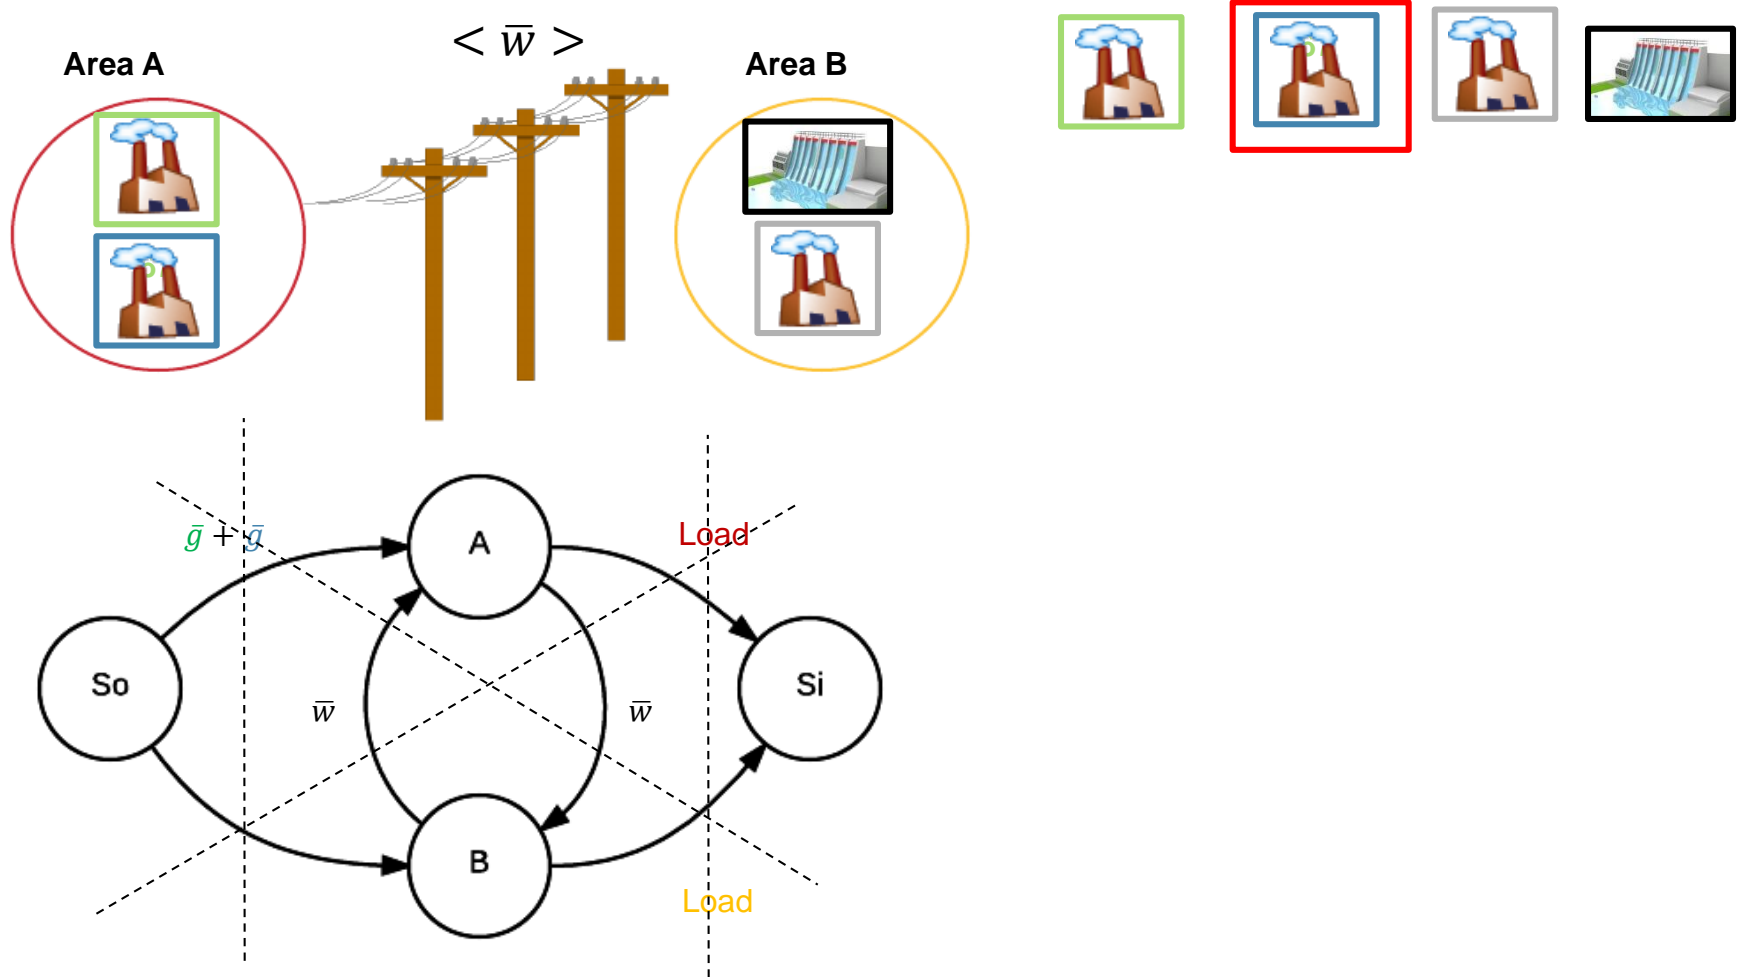 < w̅ >
Area A
Area B
g̅ + g̅
Load
A
So
Si
w̅
w̅
B
Load